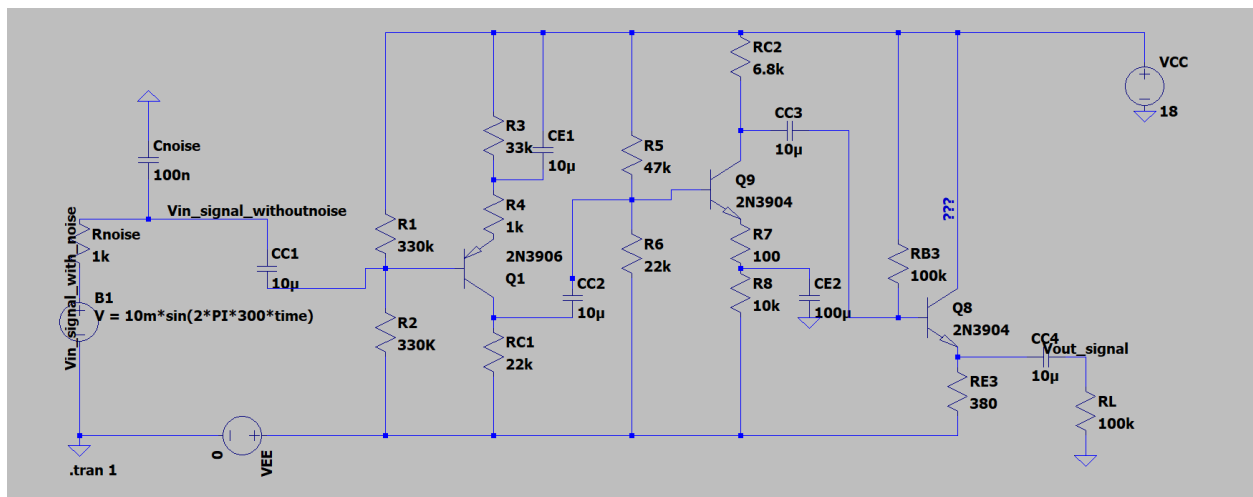 Cnoise
100n
Vin_signal_withoutnoise
Vin_signal_with_noise
Rnoise
1k
CC1
10µ
B1
V = 10m*sin(2*PI*300*time)
.tran 1
0
VEE
R1
330k
R2
330K
R3
33k
CE1
10µ
R4
1k
2N3906
Q1
RC1
22k
CC2
10µ
R5
47k
R6
22k
RC2
6.8k
CC3
10µ
Q9
2N3904
R7
100
R8
10k
CE2
100µ
???
RB3
100k
Q8
2N3904
RE3
380
CC4
10µ
Vout_signal
RL
100k
VCC
18